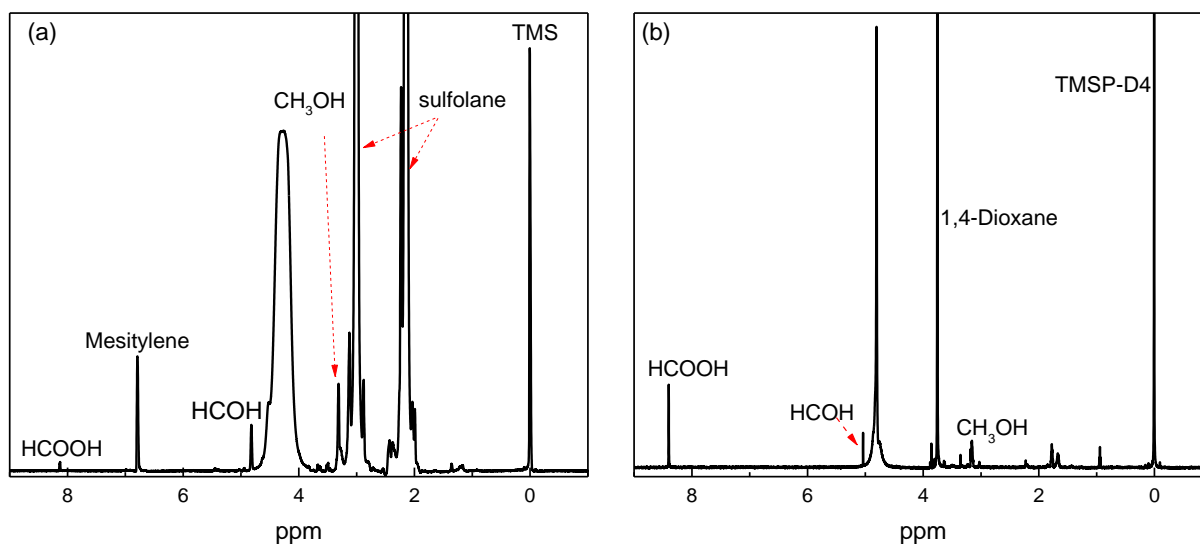 (a)
TMS
CH₃OH
sulfolane
Mesitylene
HCOH
HCOOH
8 6 4 2 0
ppm
(b)
TMSP-D4
1,4-Dioxane
HCOOH
HCOH
CH₃OH
8 6 4 2 0
ppm